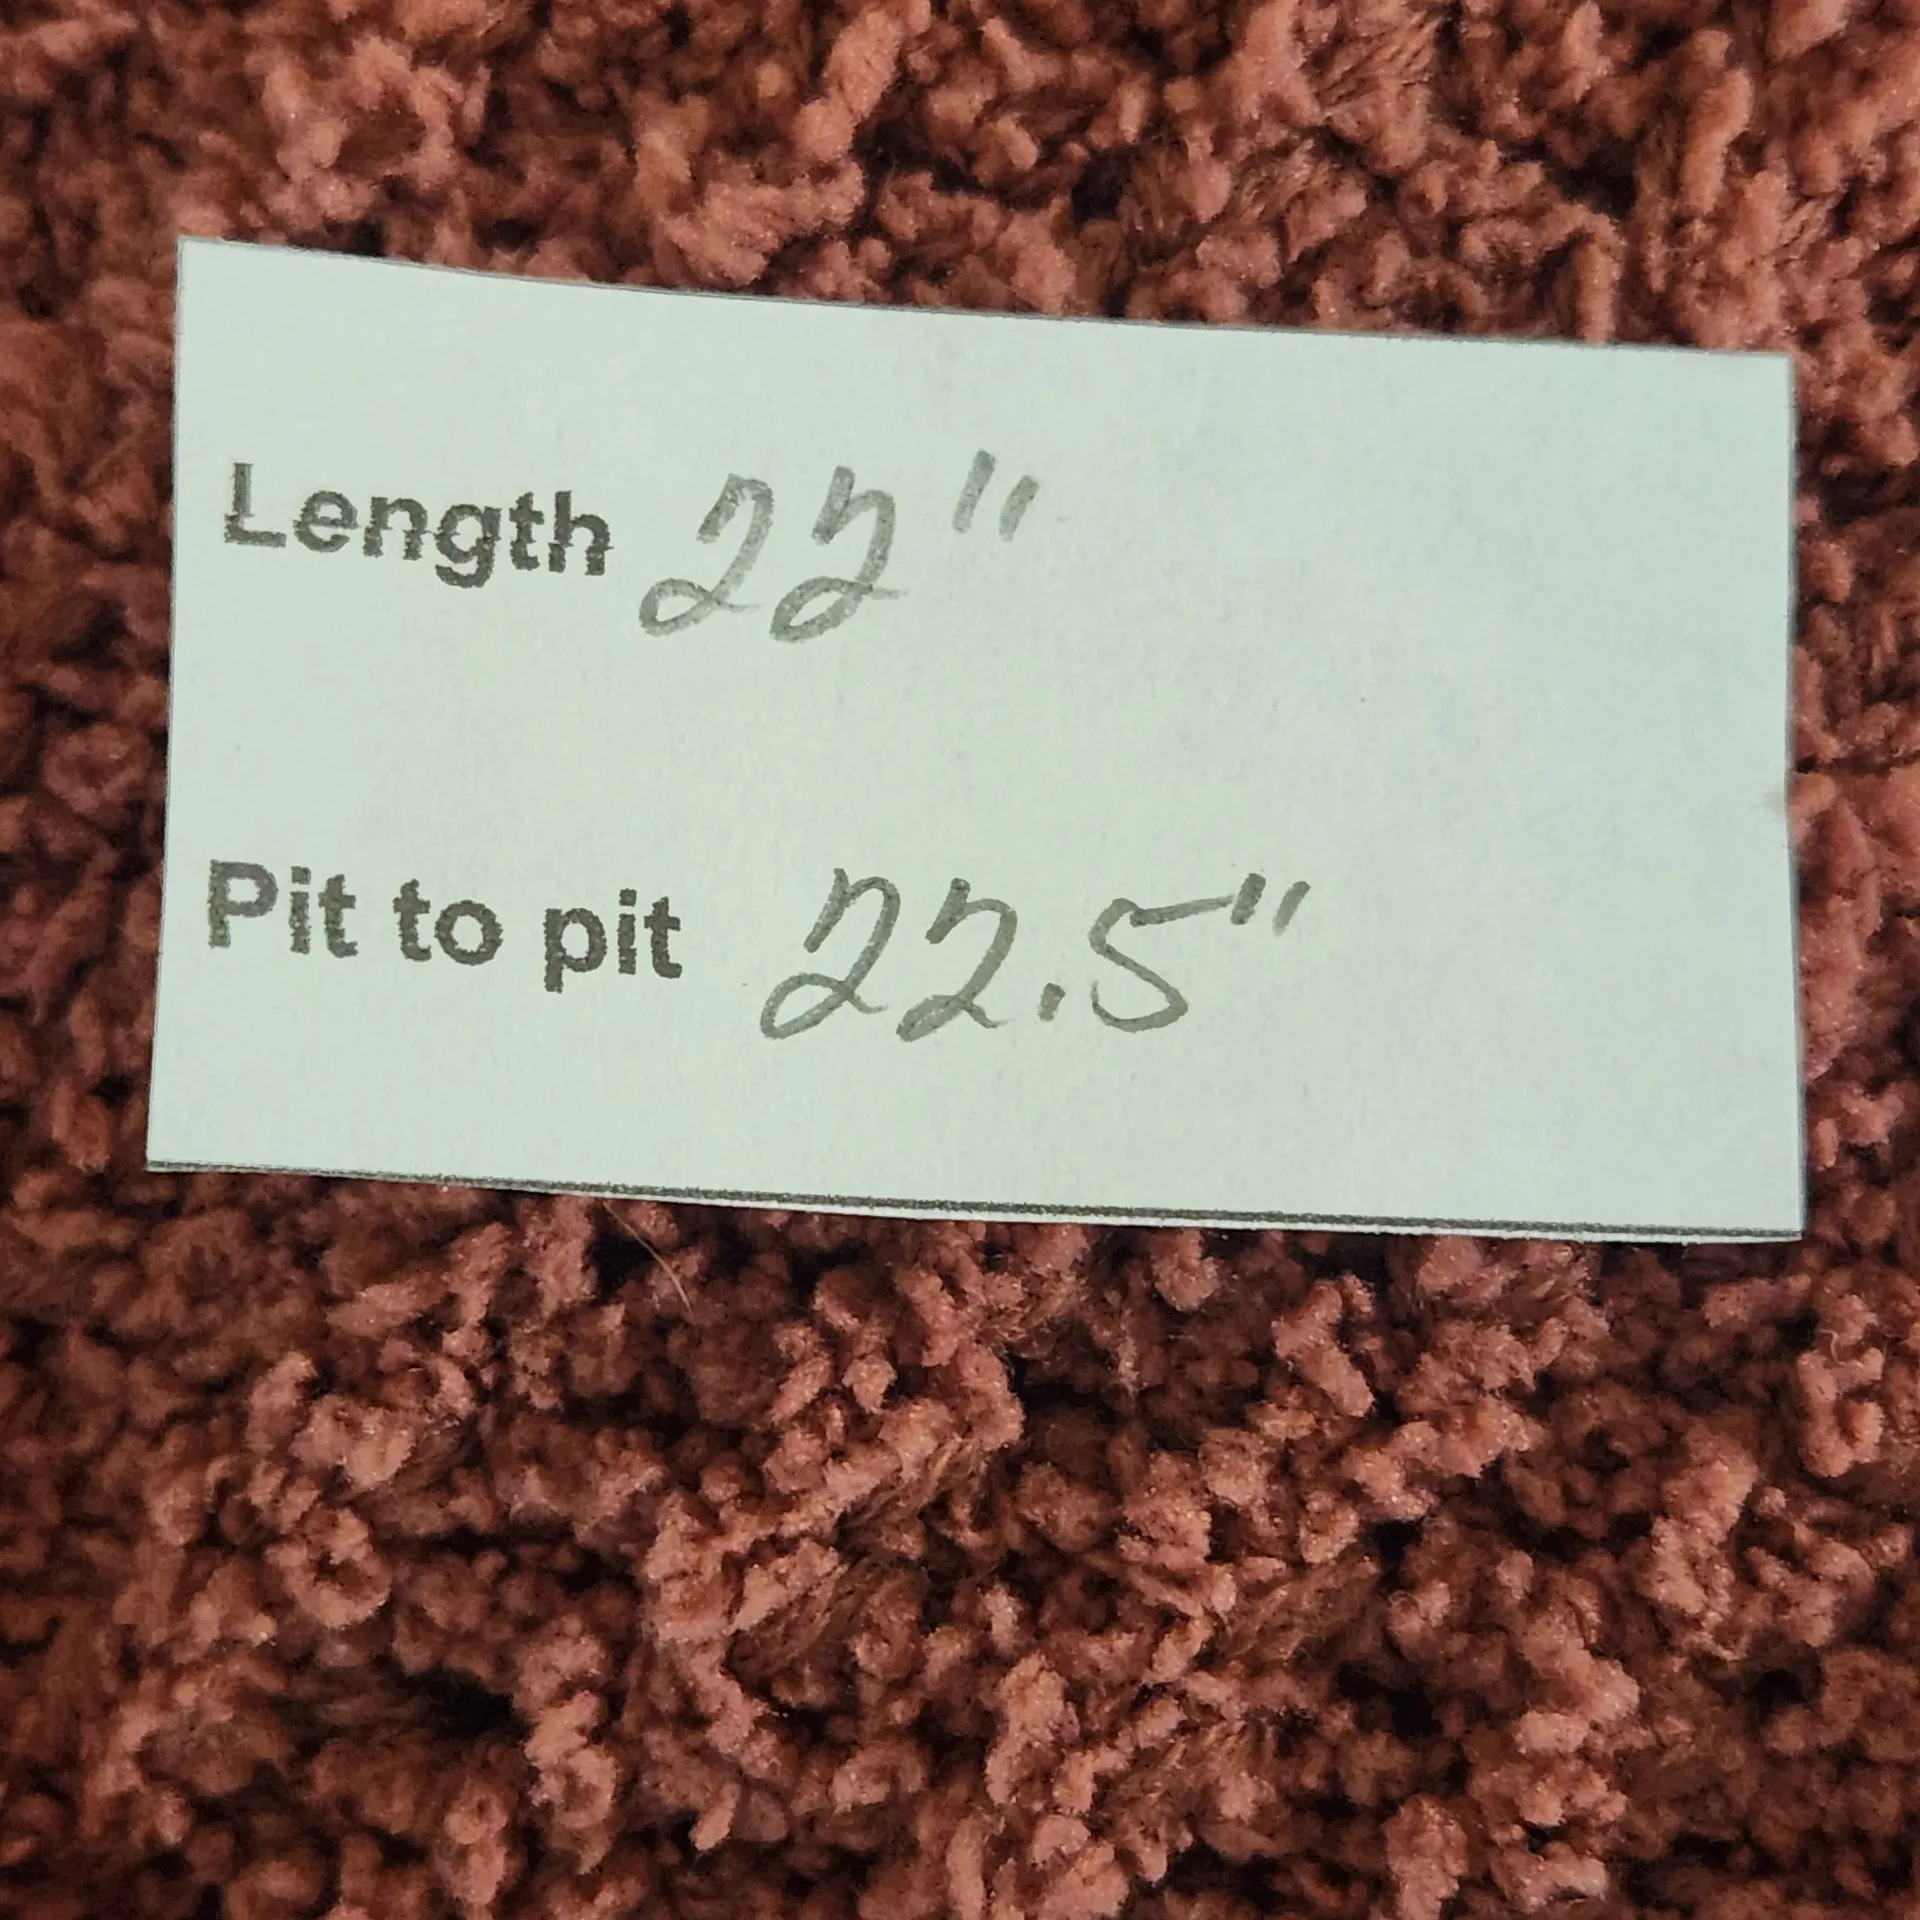 Length 22"
Pit to pit 22.5"